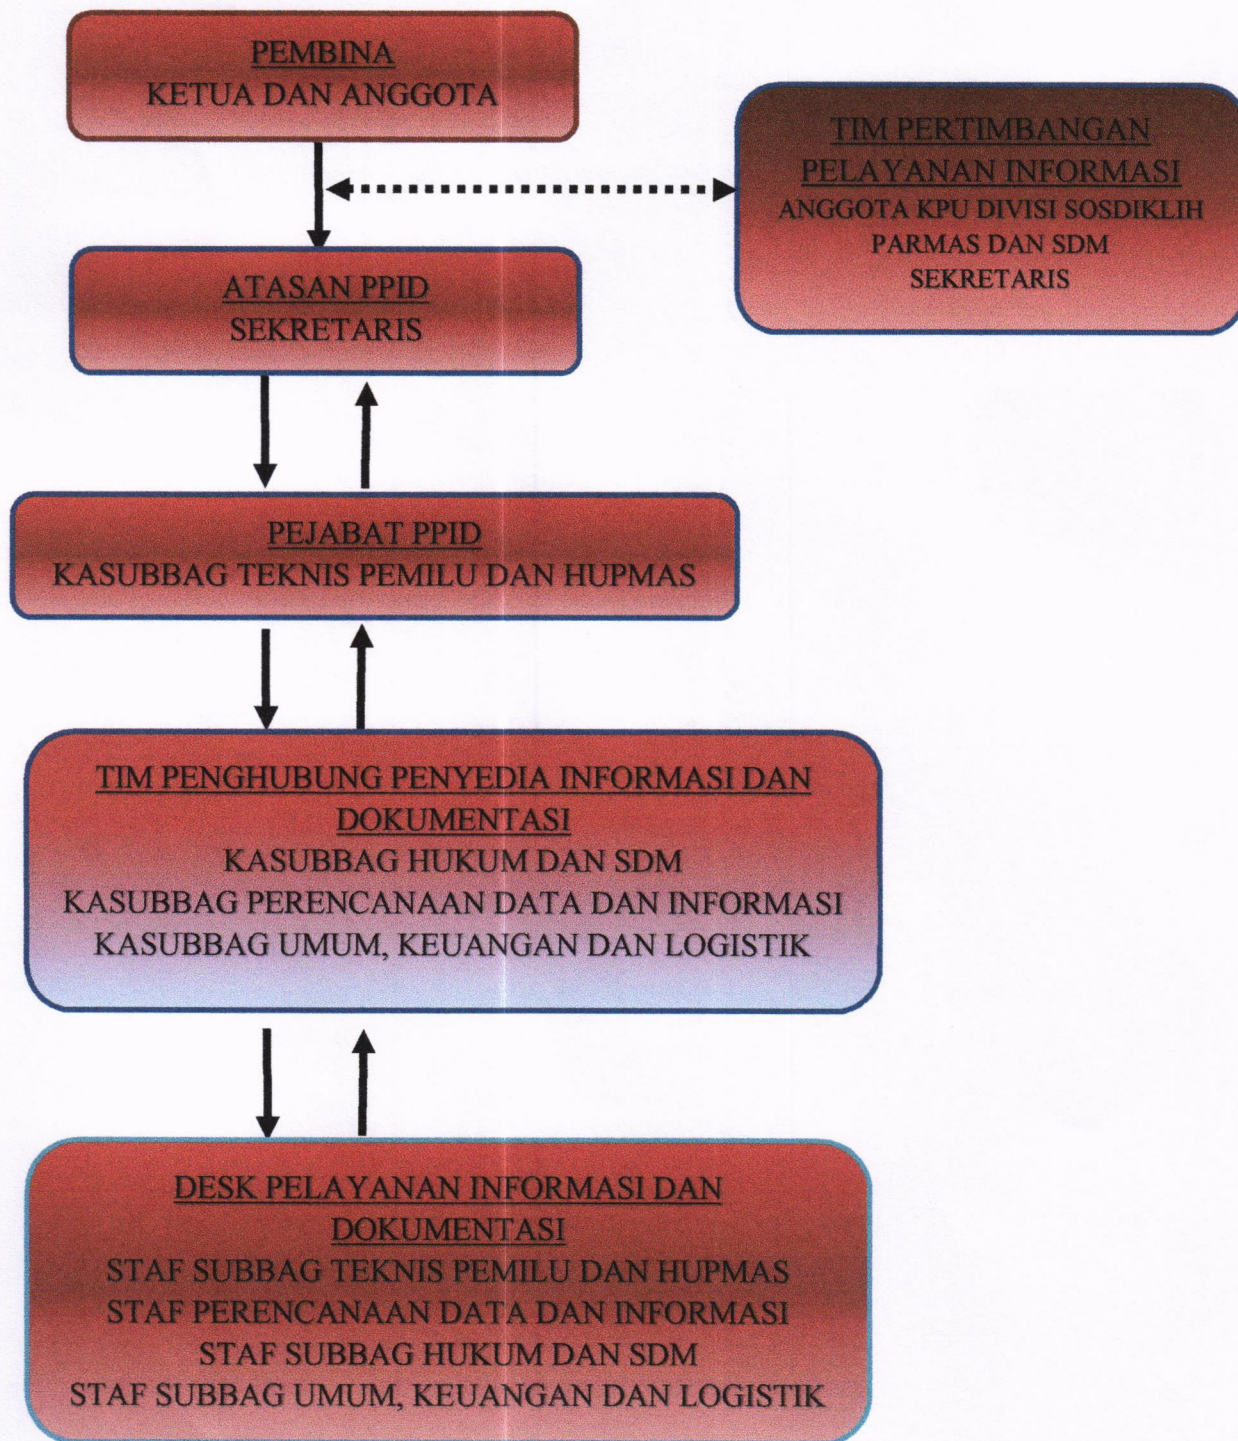 PEMBINA
KETUA DAN ANGGOTA
TIM PERTIMBANGAN
PELAYANAN INFORMASI
ANGGOTA KPU DIVISI SOSDIKLIH
PARMAS DAN SDM
SEKRETARIS
ATASAN PPID
SEKRETARIS
PEJABAT PPID
KASUBBAG TEKNIS PEMILU DAN HUPMAS
TIM PENGHUBUNG PENYEDIA INFORMASI DAN
DOKUMENTASI
KASUBBAG HUKUM DAN SDM
KASUBBAG PERENCANAAN DATA DAN INFORMASI
KASUBBAG UMUM, KEUANGAN DAN LOGISTIK
DESK PELAYANAN INFORMASI DAN
DOKUMENTASI
STAF SUBBAG TEKNIS PEMILU DAN HUPMAS
STAF PERENCANAAN DATA DAN INFORMASI
STAF SUBBAG HUKUM DAN SDM
STAF SUBBAG UMUM, KEUANGAN DAN LOGISTIK